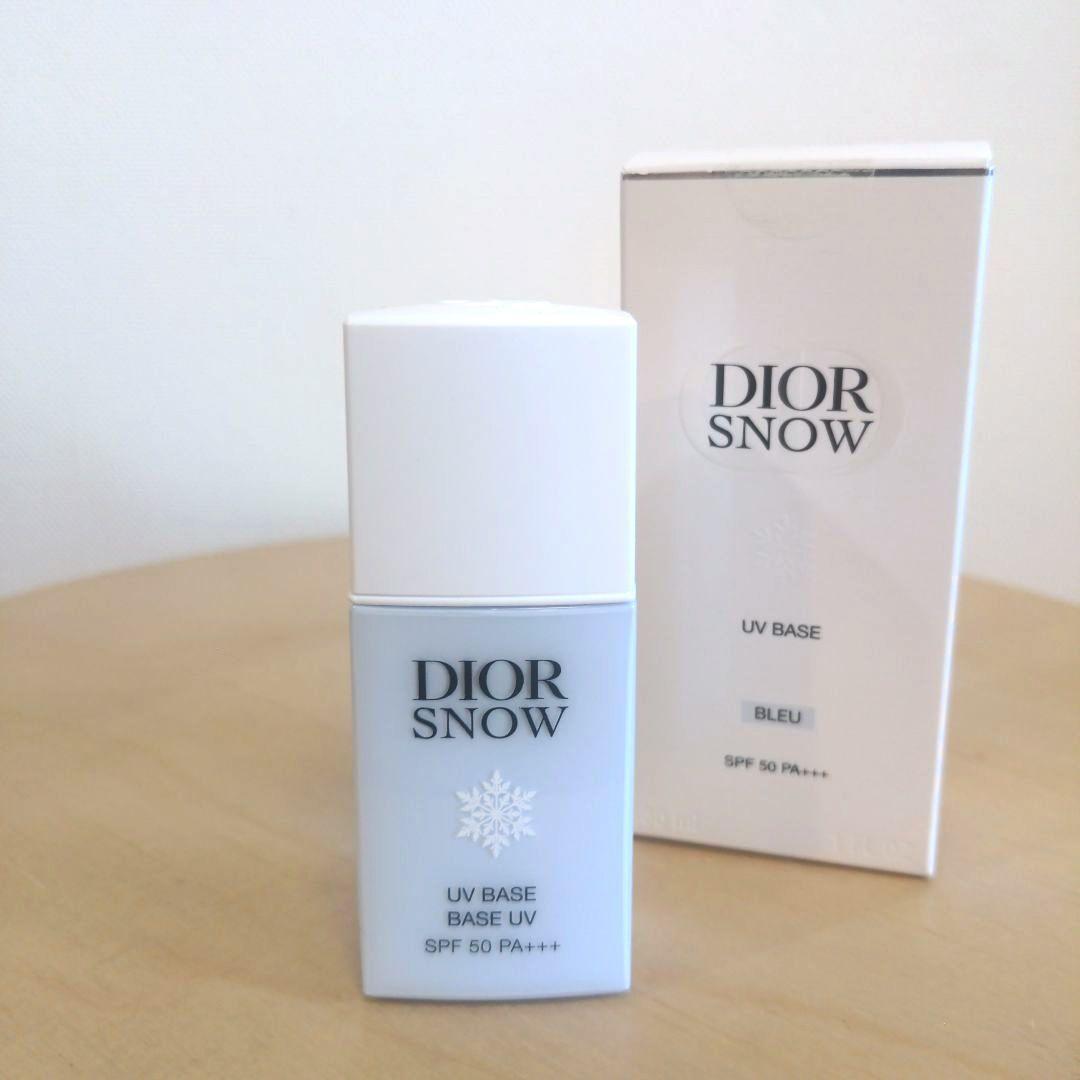 DIOR
SNOW
UV BASE
BASE UV
SPF 50 PA+++
DIOR
SNOW
UV BASE
BLEU
SPF 50 PA+++